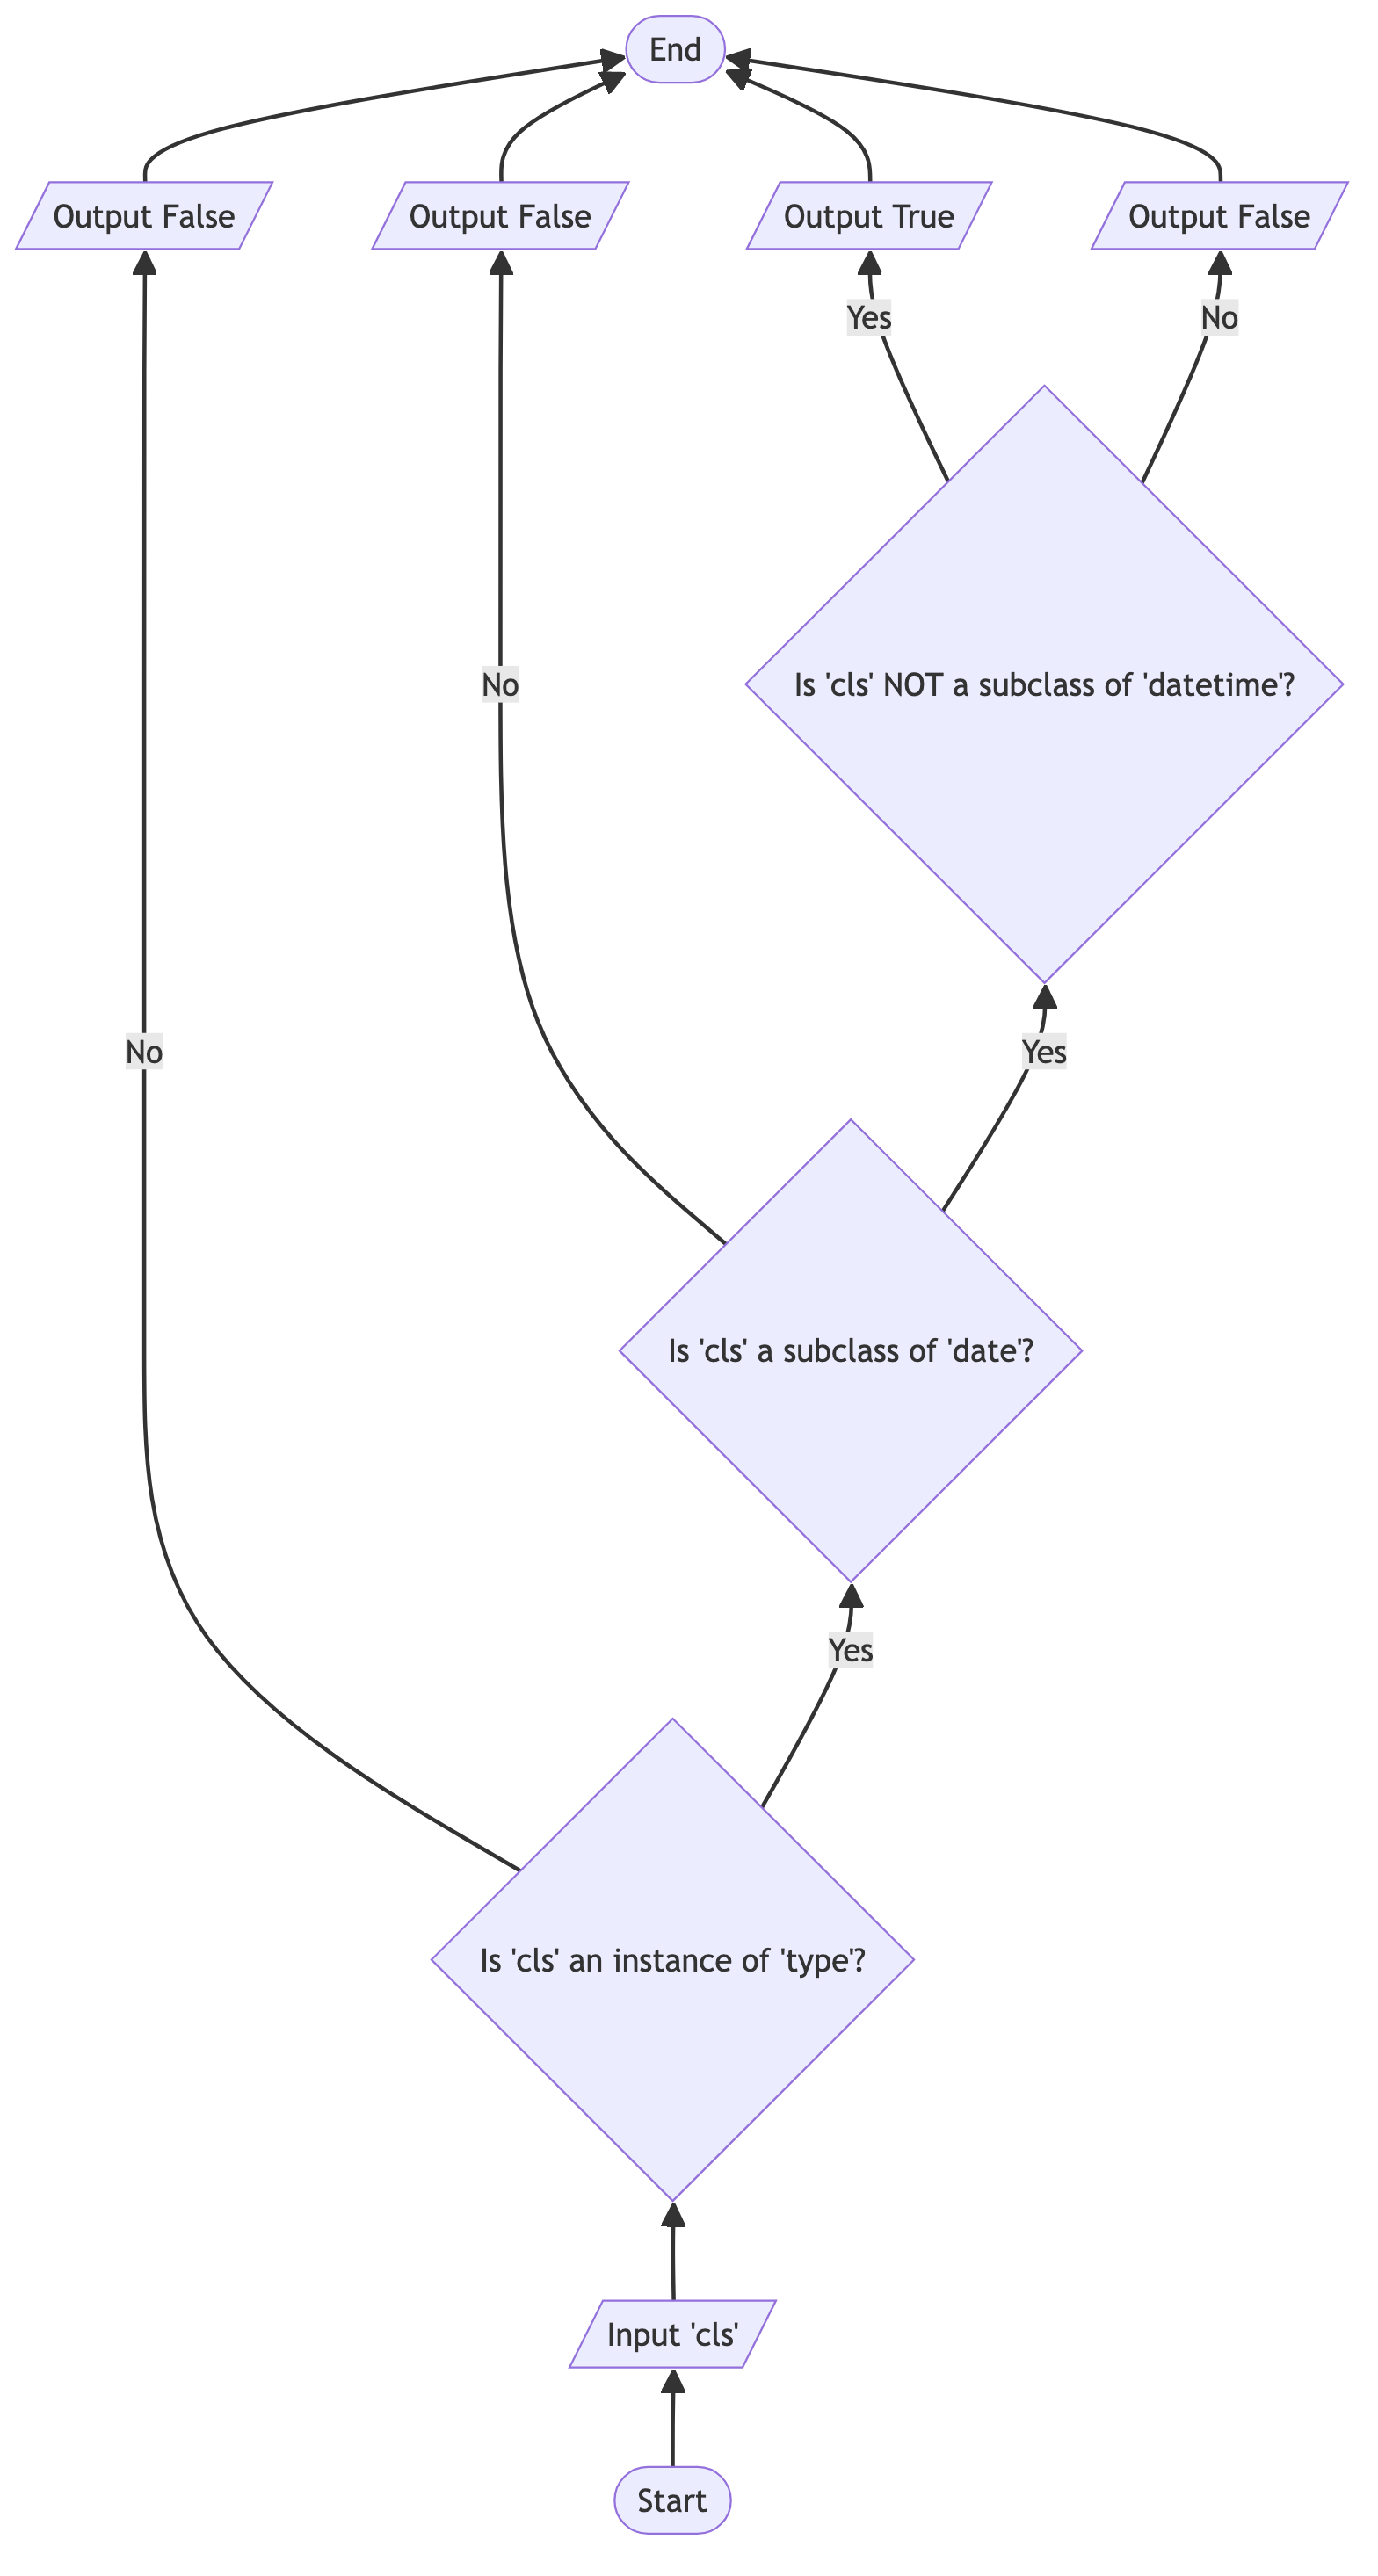 End
Output False
Output False
Output True
Output False
Yes
No
Is 'cls' NOT a subclass of 'datetime'?
No
No
Yes
Is 'cls' a subclass of 'date'?
Yes
Is 'cls' an instance of 'type'?
Input 'cls'
Start